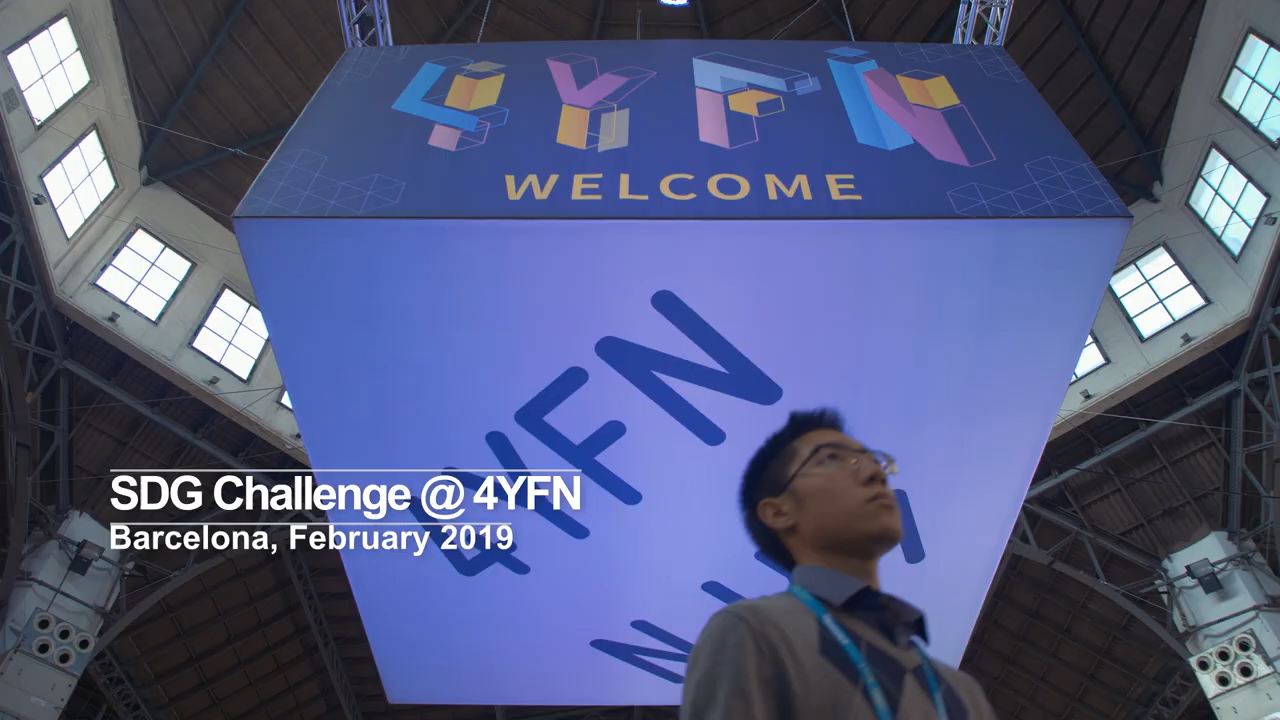 4YFN
WELCOME
4YFN
SDG Challenge @ 4YFN
Barcelona, February 2019